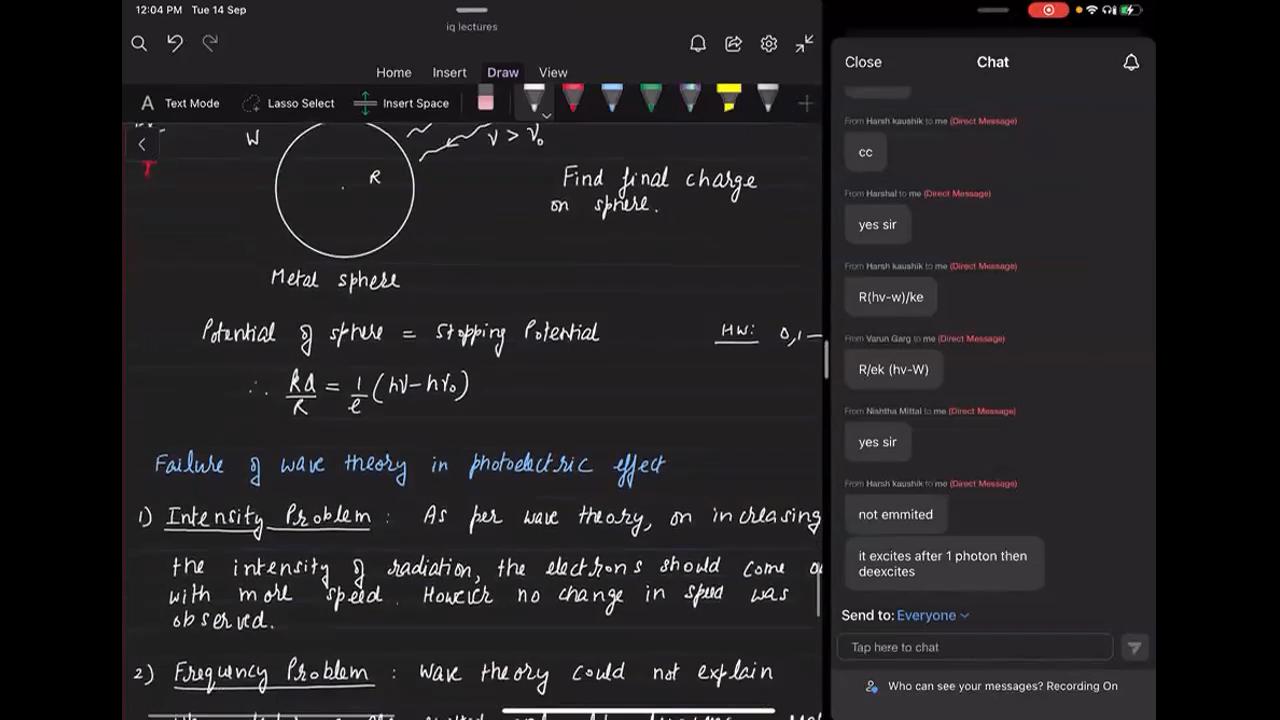 12:04 PM Tue 14 Sep
iq lectures
Home Insert Draw View
Text Mode Lasso Select Insert Space
W
R
ν > ν₀
Find final charge
on sphere.
Metal sphere
Potential of sphere = Stopping Potential
HW: O,1 –
∴ kQ/R = 1/e (hν – hν₀)
Failure of wave theory in photoelectric effect
1) Intensity Problem : As per wave theory, on increasing
the intensity of radiation, the electrons should come
with more speed. However no change in speed was
observed.
2) Frequency Problem : Wave theory could not explain
Close Chat
From Harsh kaushik to me (Direct Message)
cc
From Harshal to me (Direct Message)
yes sir
From Harsh kaushik to me (Direct Message)
R(hv-w)/ke
From Varun Garg to me (Direct Message)
R/ek (hv-W)
From Nishtha Mittal to me (Direct Message)
yes sir
From Harsh kaushik to me (Direct Message)
not emmited
it excites after 1 photon then
deexcites
Send to: Everyone
Tap here to chat
Who can see your messages? Recording On